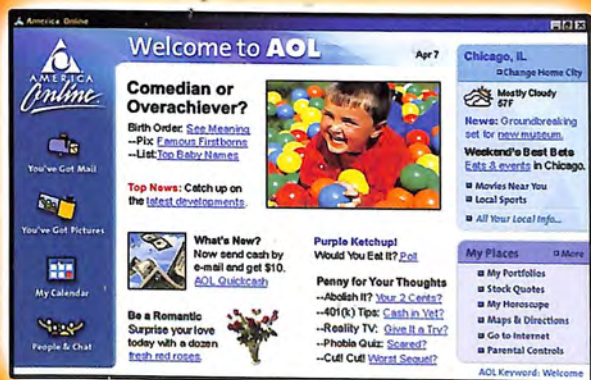 America Online
Welcome to AOL
Apr 7
AMERICA
Online
You've Got Mail
You've Got Pictures
My Calendar
People & Chat
Comedian or
Overachiever?
Birth Order: See Meaning
--Pix: Famous Firstborns
--List: Top Baby Names
Top News: Catch up on
the latest developments.
What's New?
Now send cash by
e-mail and get $10.
AOL Quickcash
Be a Romantic
Surprise your love
today with a dozen
fresh red roses.
Purple Ketchup!
Would You Eat It? Poll
Penny for Your Thoughts
--Abolish It? Your 2 Cents?
--401(k) Tips: Cash in Yet?
--Reality TV: Give It a Try?
--Phobia Quiz: Scared?
--Cut! Cut! Worst Sequel?
Chicago, IL
Change Home City
Mostly Cloudy
57F
News: Groundbreaking
set for new museum.
Weekend's Best Bets
Eats & events in Chicago.
Movies Near You
Local Sports
All Your Local Info...
My Places
More
My Portfolios
Stock Quotes
My Horoscope
Maps & Directions
Go to Internet
Parental Controls
AOL Keyword: Welcome